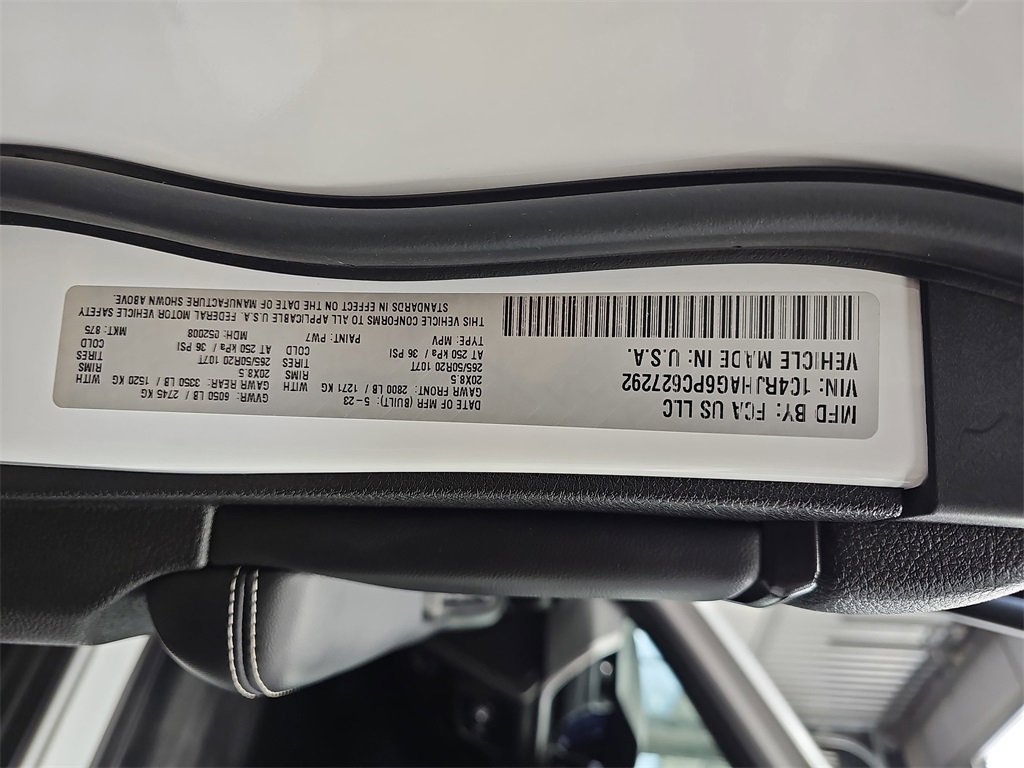 MFD BY: FCA US LLC
VIN: 1C4RJHAG6PC627292
VEHICLE MADE IN: U.S.A.
DATE OF MFR (BUILT): 5-23
GVWR: 6050 LB / 2745 KG
GAWR FRONT: 2800 LB / 1271 KG WITH
20X8.5 RIMS
265/50R20 107T TIRES
AT 250 kPa / 36 PSI COLD
GAWR REAR: 3350 LB / 1520 KG WITH
20X8.5 RIMS
265/50R20 107T TIRES
AT 250 kPa / 36 PSI COLD
TYPE: MPV PAINT: PW7 MDH: 052008 MKT: 875
THIS VEHICLE CONFORMS TO ALL APPLICABLE U.S.A. FEDERAL MOTOR VEHICLE SAFETY
STANDARDS IN EFFECT ON THE DATE OF MANUFACTURE SHOWN ABOVE.